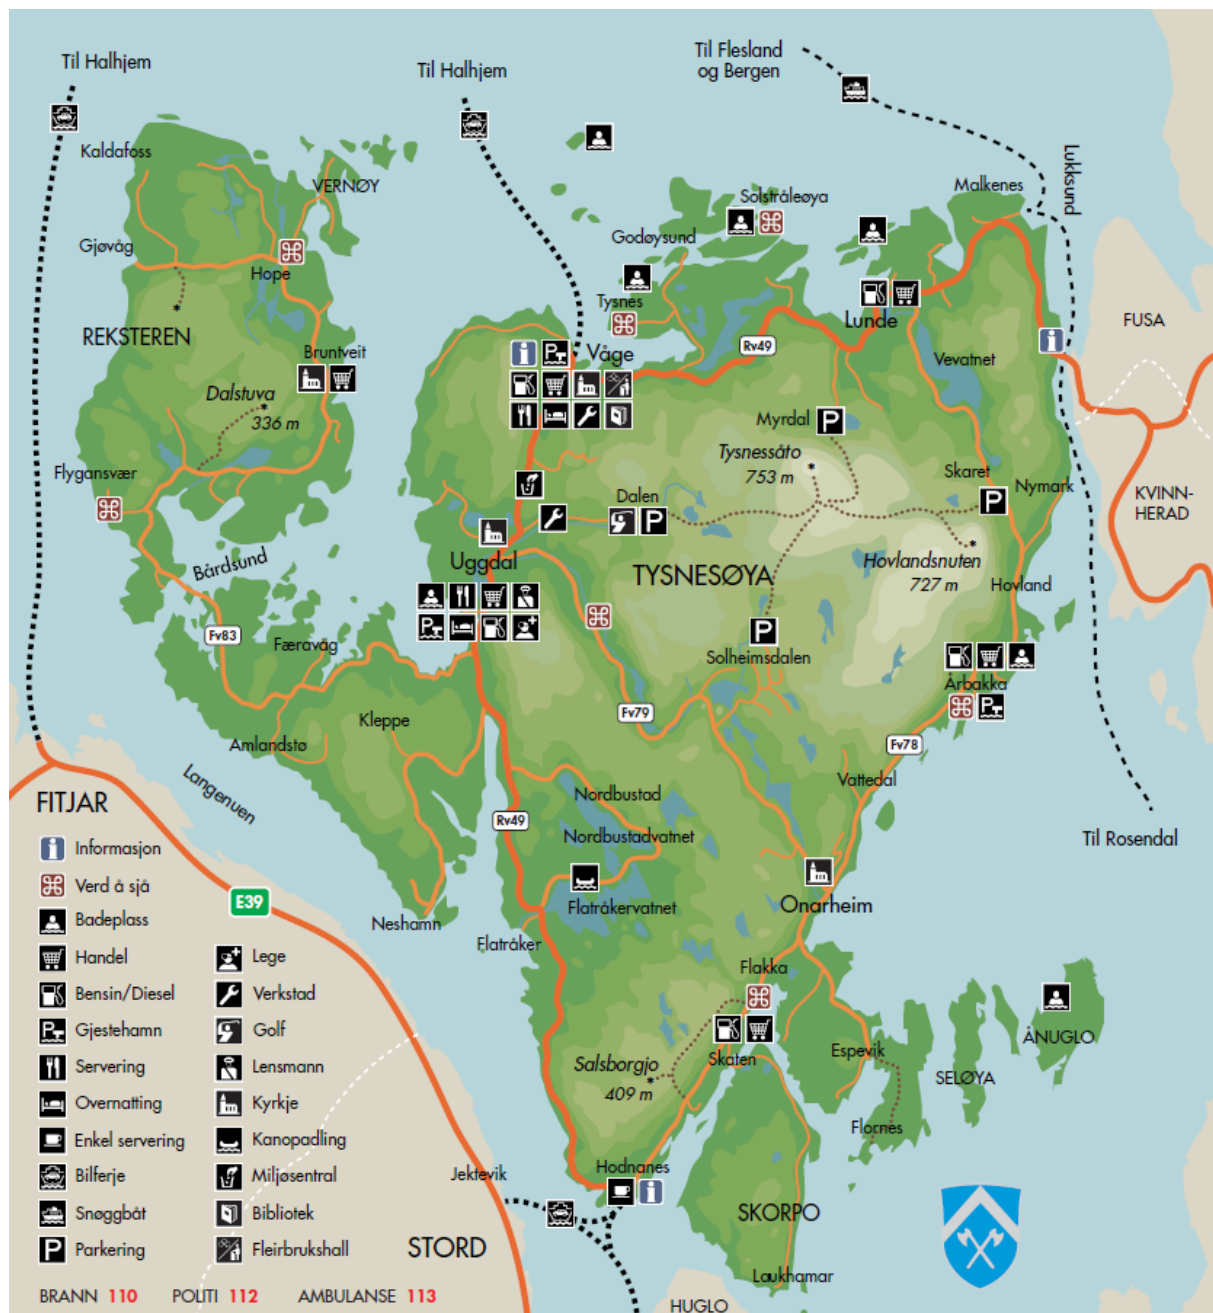 Til Halhjem
Til Halhjem
Til Flesland
og Bergen
Lukksund
Kaldafoss
VERNØY
Malkenes
Solstråleøya
Godøysund
Gjøvåg
Hope
Tysnes
REKSTEREN
Lunde
FUSA
Bruntveit
Våge
Rv49
Vevatnet
Dalstuva
336 m
Myrdal
Tysnessåto
753 m
Flygansvær
Skaret
Nymark
Dalen
KVINN-
HERAD
Bårdsund
Uggdal
TYSNESØYA
Hovlandsnuten
727 m
Hovland
Fv83
Færavåg
Solheimsdalen
Årbakka
Kleppe
Fv79
Amlandstø
Fv78
Langenuen
Vattedal
Nordbustad
Rv49
Nordbustadvatnet
Til Rosendal
FITJAR
E39
Flatråkervatnet
Onarheim
Neshamn
Flatråker
Flakka
Skaten
Salsborgjo
409 m
Espevik
SELØYA
ÅNUGLO
Flornes
Jektevik
Hodnanes
SKORPO
STORD
Laukhamar
HUGLO
Informasjon
Verd å sjå
Badeplass
Handel
Bensin/Diesel
Gjestehamn
Servering
Overnatting
Enkel servering
Bilferje
Snøggbåt
P Parkering
Lege
Verkstad
Golf
Lensmann
Kyrkje
Kanopadling
Miljøsentral
Bibliotek
Fleirbrukshall
BRANN 110 POLITI 112 AMBULANSE 113